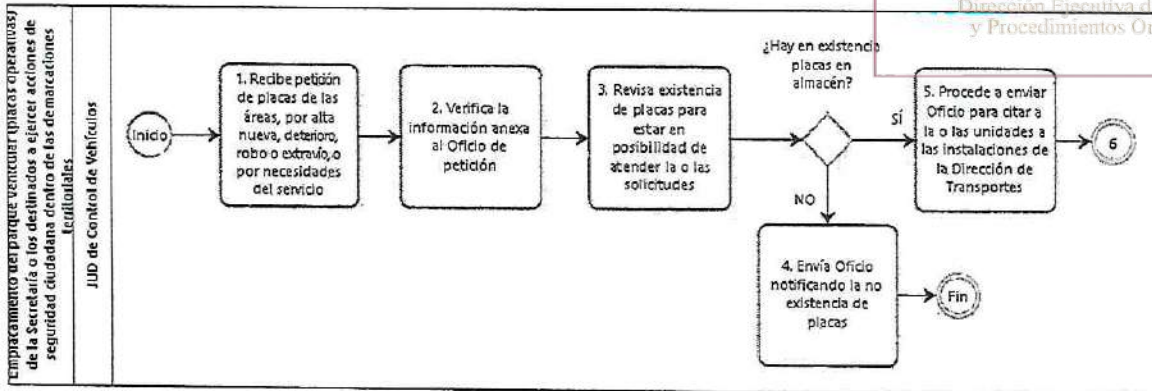 Dirección Ejecutiva d
y Procedimientos Or
Emplacamiento del parque vehicular (placas operativas)
de la Secretaría o los destinados a ejercer acciones de
seguridad ciudadana dentro de las demarcaciones
territoriales
JUD de Control de Vehículos
Inicio
1. Recibe petición
de placas de las
áreas, por alta
nueva, deterioro,
robo o extravío, o
por necesidades
del servicio
2. Verifica la
información anexa
al Oficio de
petición
3. Revisa existencia
de placas para
estar en
posibilidad de
atender la o las
solicitudes
¿Hay en existencia
placas en
almacén?
SÍ
NO
5. Procede a enviar
Oficio para citar a
la o las unidades a
las instalaciones de
la Dirección de
Transportes
6
4. Envía Oficio
notificando la no
existencia de
placas
Fin